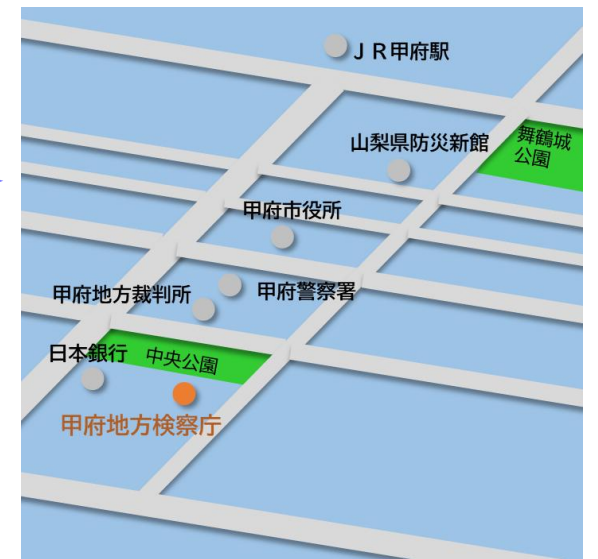 ＪＲ甲府駅
舞鶴城
公園
山梨県防災新館
甲府市役所
甲府警察署
甲府地方裁判所
日本銀行
中央公園
甲府地方検察庁